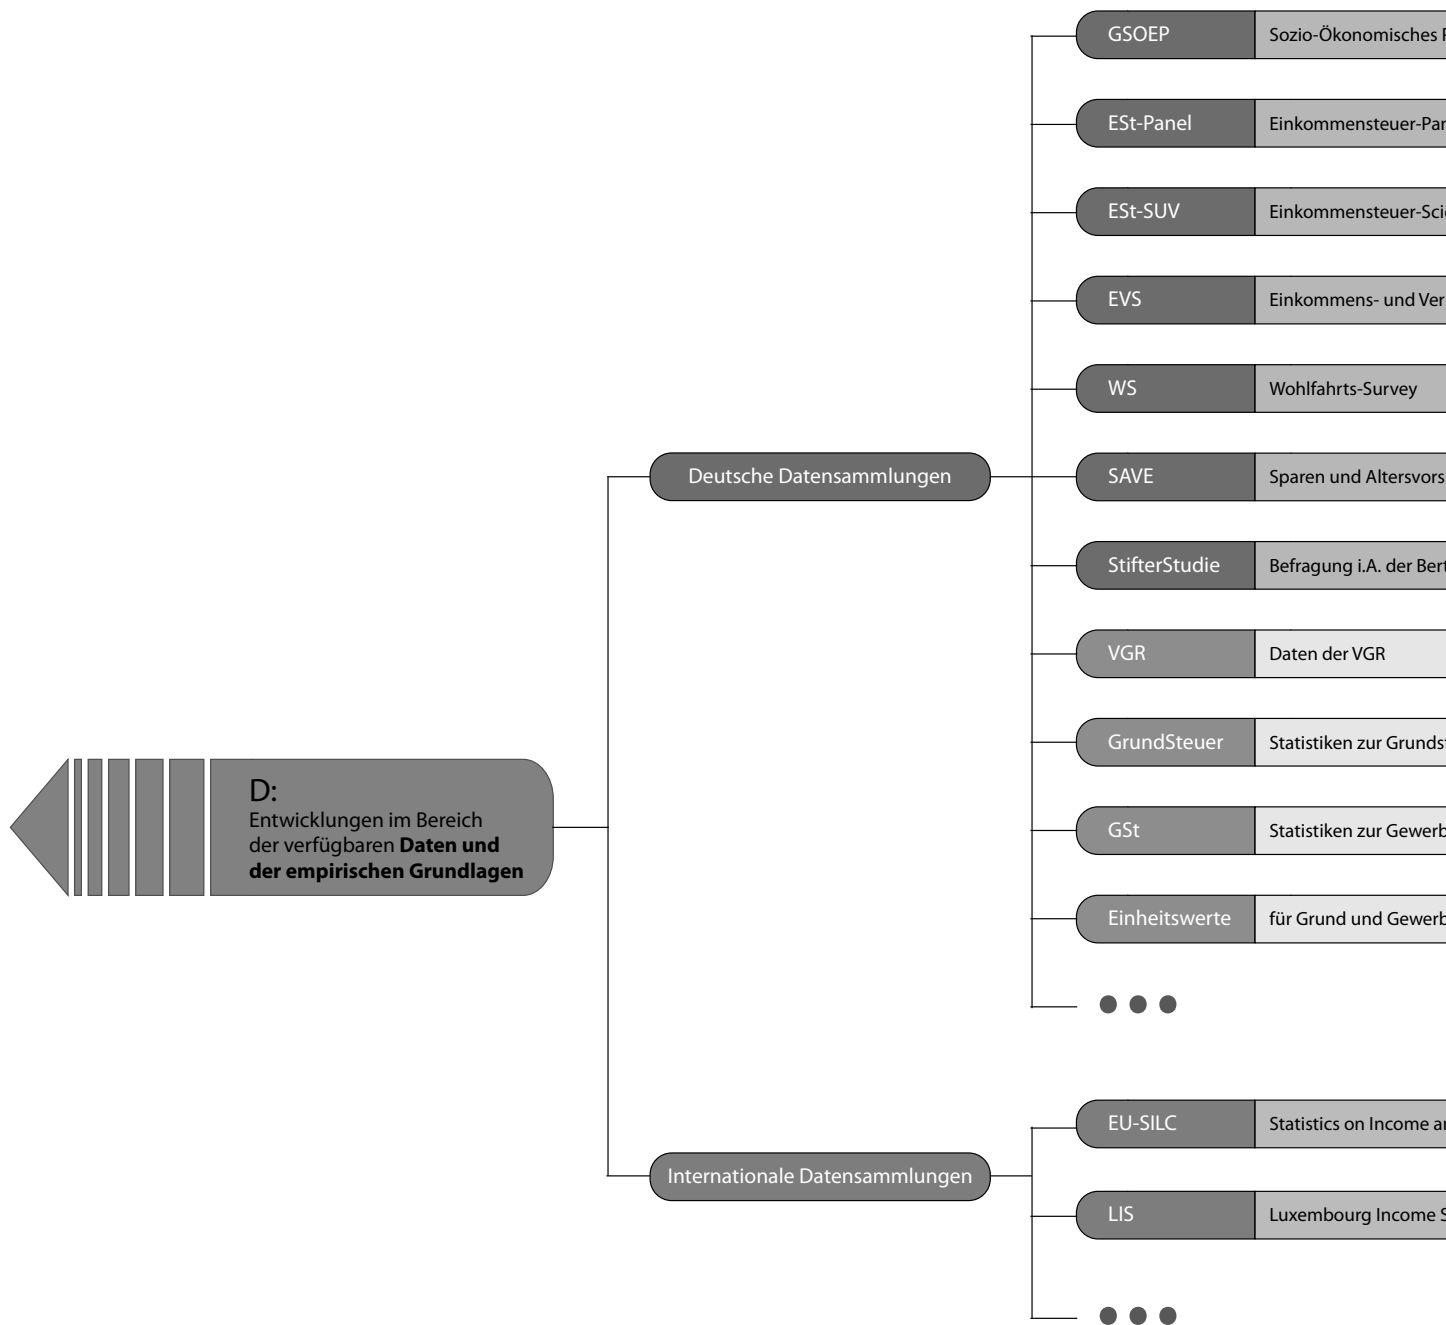 GSOEP Sozio-Ökonomisches
ESt-Panel Einkommensteuer-
ESt-SUV Einkommensteuer-
EVS Einkommens- und
WS Wohlfahrts-Survey
Deutsche Datensammlungen
SAVE Sparen und
StifterStudie Befragung i.A. der
VGR Daten der VGR
GrundSteuer Statistiken zur
D:
Entwicklungen im Bereich
der verfügbaren Daten und
der empirischen Grundlagen
GSt Statistiken zur
Einheitswerte für Grund und
EU-SILC Statistics on Income
Internationale Datensammlungen
LIS Luxembourg Income